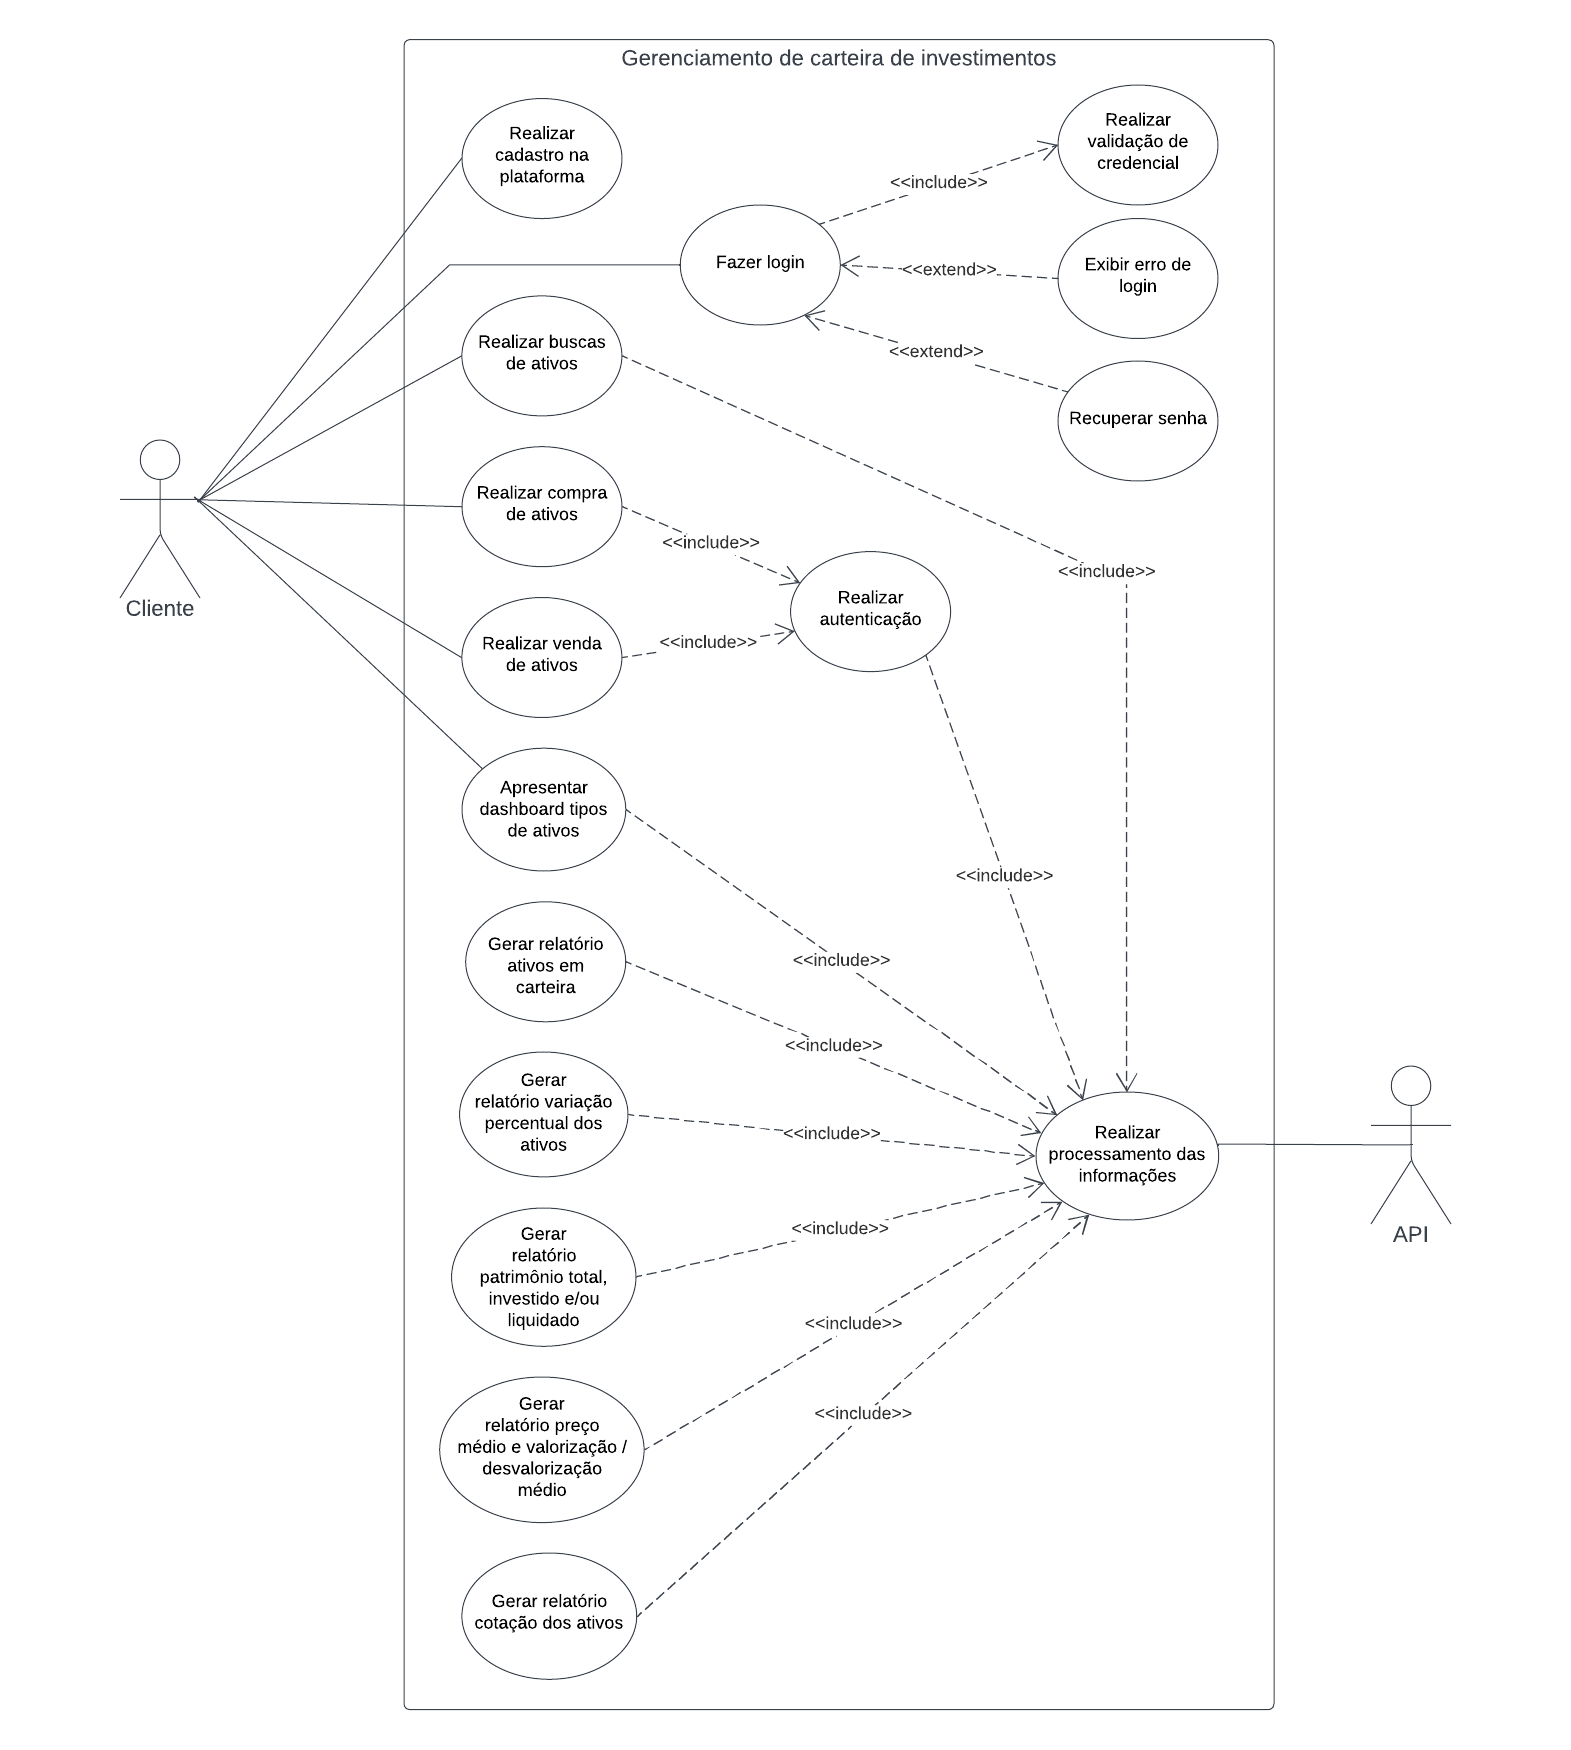 Gerenciamento de carteira de investimentos
Realizar
cadastro na
plataforma
Realizar
validação de
credencial
<<include>>
Fazer login
<<extend>>
Exibir erro de
login
<<extend>>
Recuperar senha
Realizar buscas
de ativos
Realizar compra
de ativos
<<include>>
<<include>>
Cliente
Realizar
autenticação
Realizar venda
de ativos
<<include>>
Apresentar
dashboard tipos
de ativos
<<include>>
<<include>>
Gerar relatório
ativos em
carteira
<<include>>
Gerar
relatório variação
percentual dos
ativos
<<include>>
Realizar
processamento das
informações
API
Gerar
relatório
patrimônio total,
investido e/ou
liquidado
<<include>>
<<include>>
Gerar
relatório preço
médio e valorização /
desvalorização
médio
<<include>>
Gerar relatório
cotação dos ativos